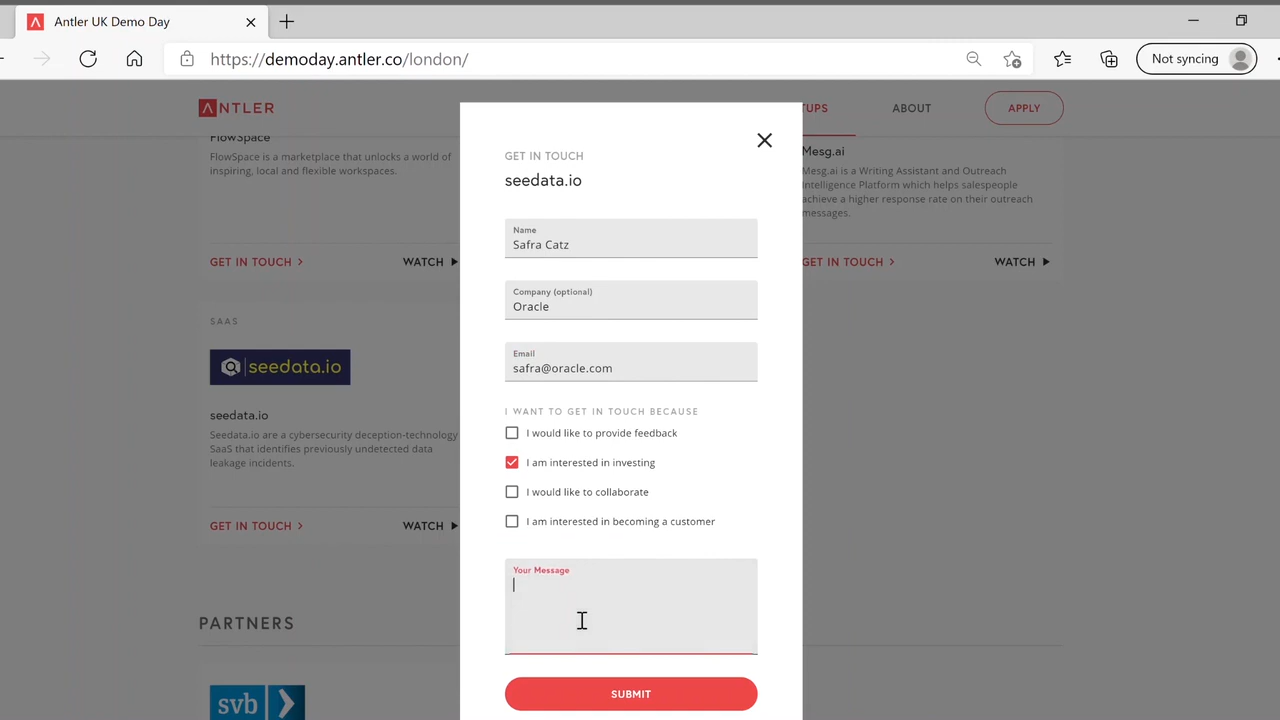 Antler UK Demo Day
https://demoday.antler.co/london/
Not syncing
ANTLER
UPS
ABOUT
APPLY
FlowSpace
FlowSpace is a marketplace that unlocks a world of
inspiring, local and flexible workspaces.
GET IN TOUCH
WATCH
Mesg.ai
Mesg.ai is a Writing Assistant and Outreach
Intelligence Platform which helps salespeople
achieve a higher response rate on their outreach
messages.
GET IN TOUCH
WATCH
SAAS
seedata.io
seedata.io
Seedata.io are a cybersecurity deception-technology
SaaS that identifies previously undetected data
leakage incidents.
GET IN TOUCH
WATCH
PARTNERS
svb
GET IN TOUCH
seedata.io
Name
Safra Catz
Company (optional)
Oracle
Email
safra@oracle.com
I WANT TO GET IN TOUCH BECAUSE
I would like to provide feedback
I am interested in investing
I would like to collaborate
I am interested in becoming a customer
Your Message
SUBMIT